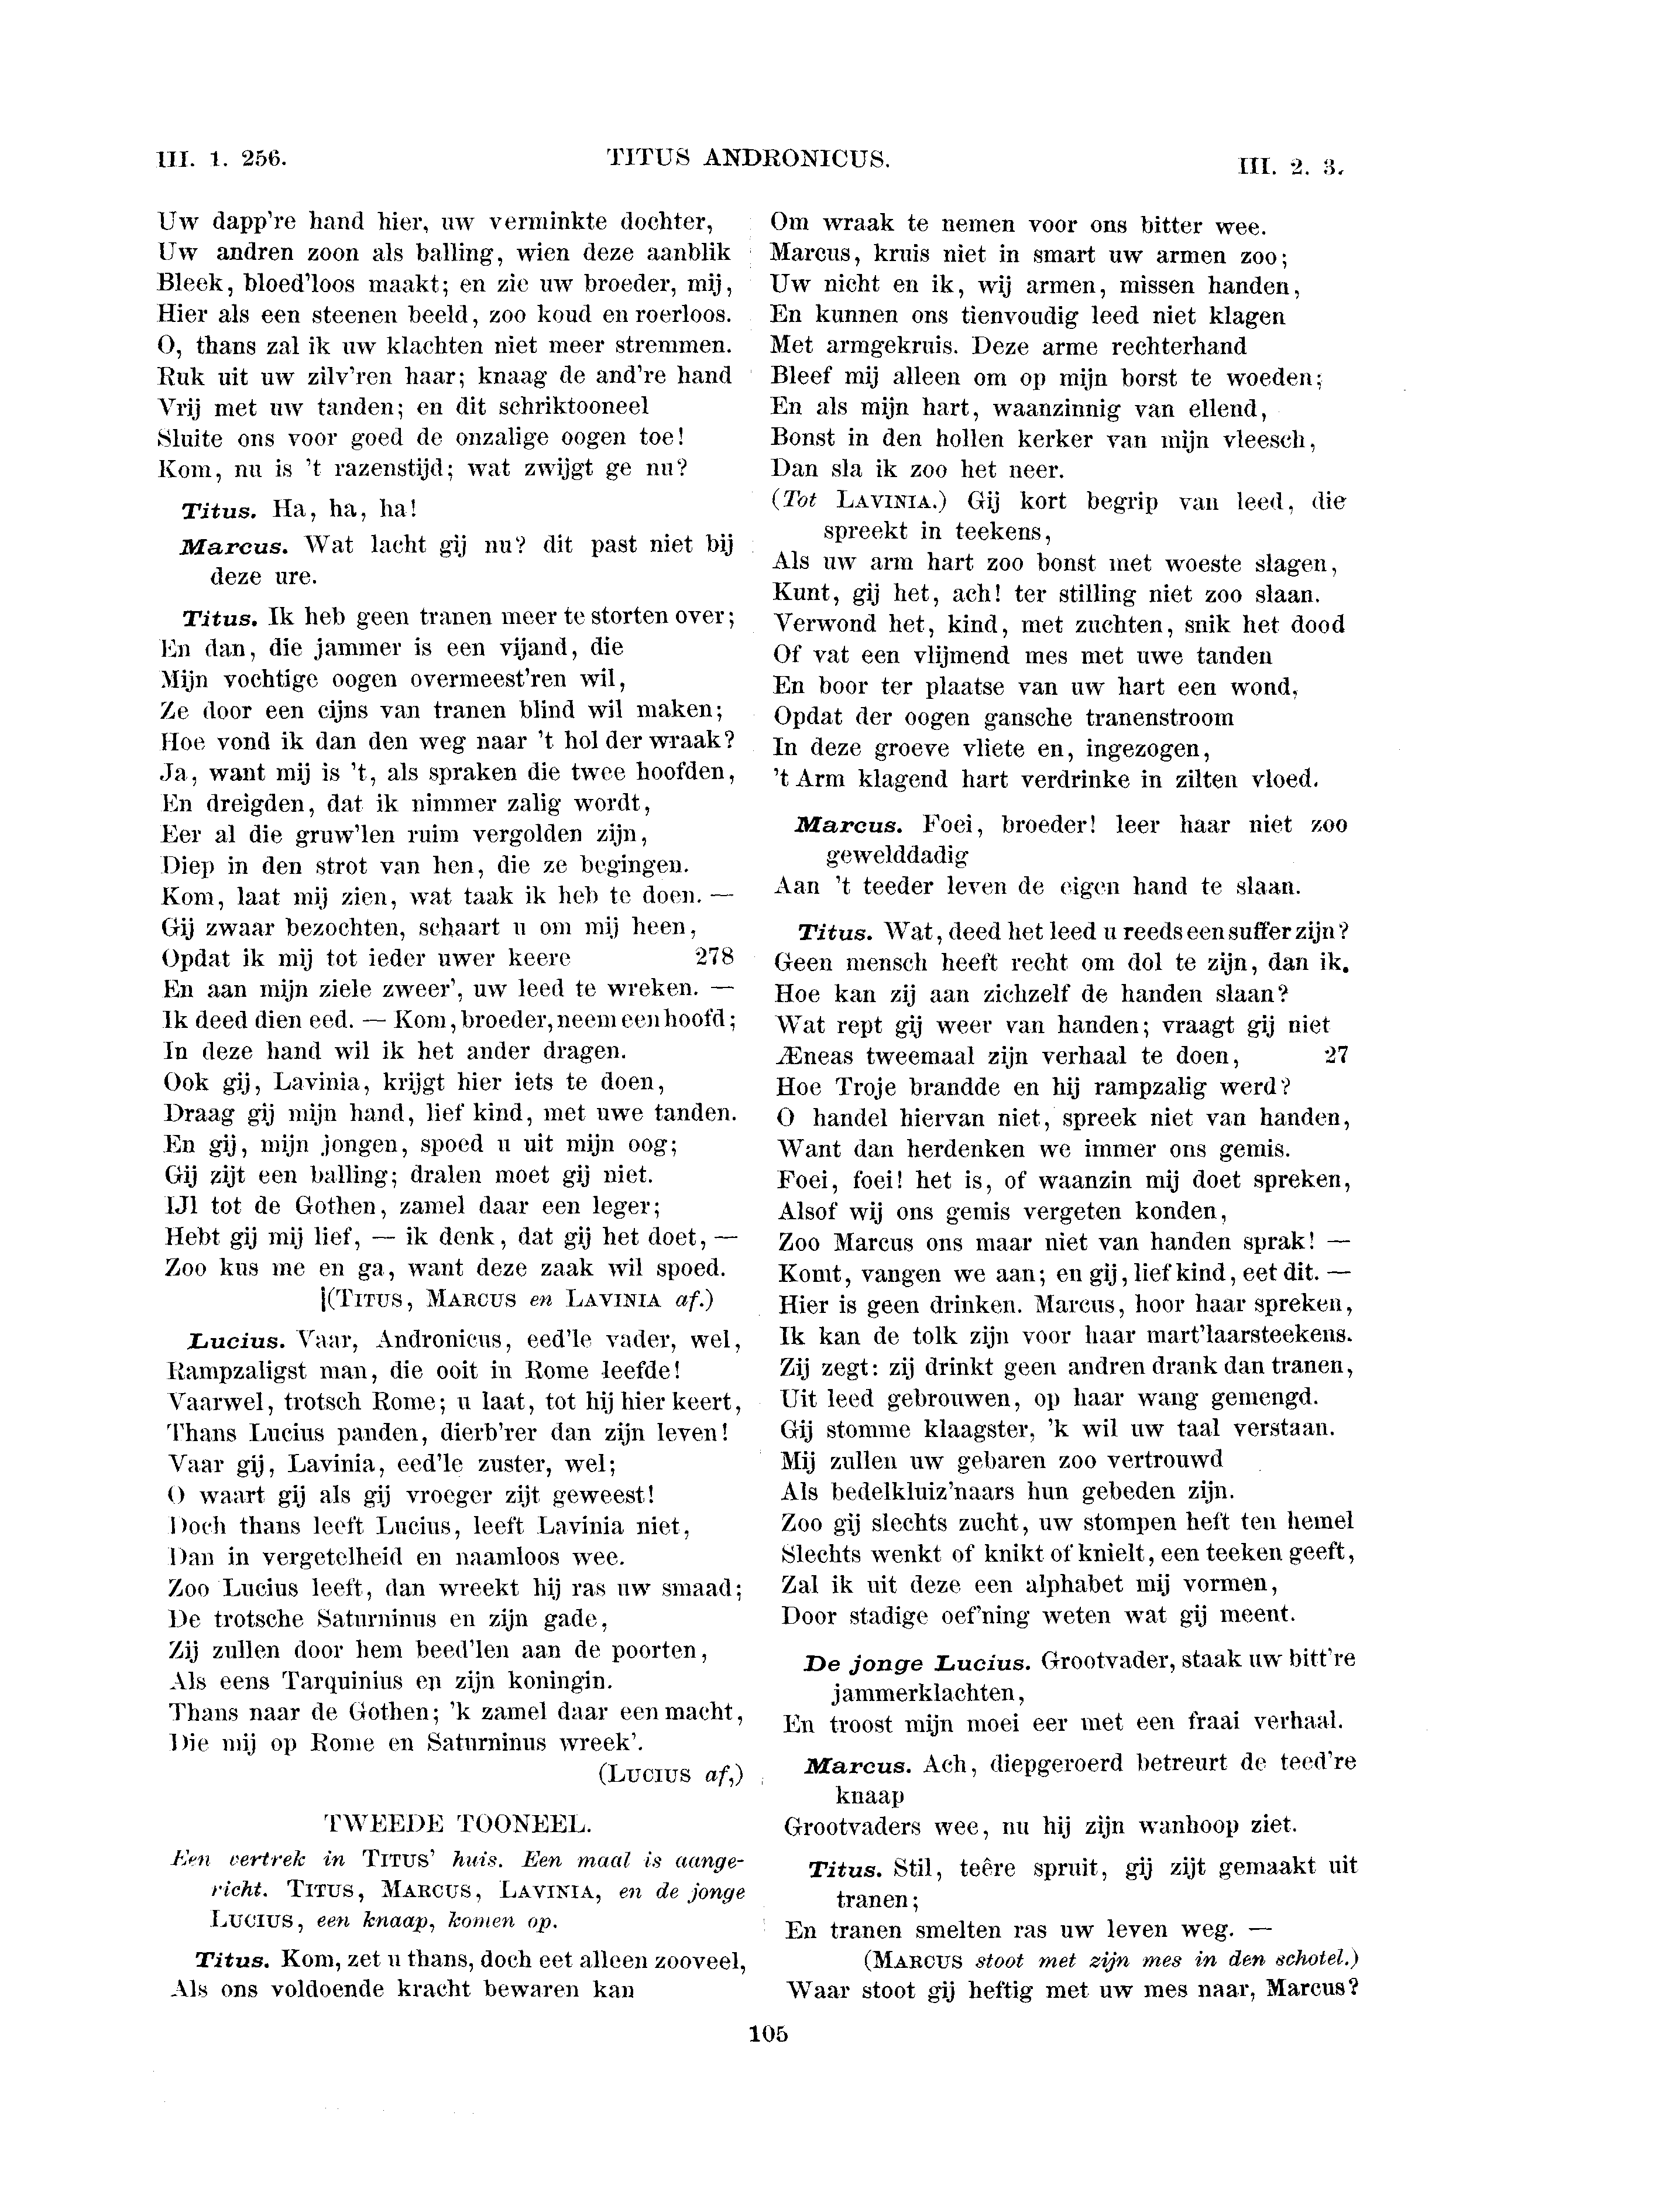 III. 1. 256.
TITUS ANDRONICUS.
III. 2. 3.
Uw dapp're hand hier, uw verminkte dochter,
Uw andren zoon als balling, wien deze aanblik
Bleek, bloed'loos maakt; en zie uw broeder, mij,
Hier als een steenen beeld, zoo koud en roerloos.
O, thans zal ik uw klachten niet meer stremmen.
Ruk uit uw zilv'ren haar; knaag de and're hand
Vrij met uw tanden; en dit schriktooneel
Sluite ons voor goed de onzalige oogen toe!
Kom, nu is 't razenstijd; wat zwijgt ge nu?
Titus. Ha, ha, ha!
Marcus. Wat lacht gij nu? dit past niet bij
deze ure.
Titus. Ik heb geen tranen meer te storten over;
En dan, die jammer is een vijand, die
Mijn vochtige oogen overmeest'ren wil,
Ze door een cijns van tranen blind wil maken;
Hoe vond ik dan den weg naar 't hol der wraak?
Ja, want mij is 't, als spraken die twee hoofden,
En dreigden, dat ik nimmer zalig wordt,
Eer al die gruw'len ruim vergolden zijn,
Diep in den strot van hen, die ze begingen.
Kom, laat mij zien, wat taak ik heb te doen. —
Gij zwaar bezochten, schaart u om mij heen,
Opdat ik mij tot ieder uwer keere 278
En aan mijn ziele zweer', uw leed te wreken. —
Ik deed dien eed. — Kom, broeder, neem een hoofd;
In deze hand wil ik het ander dragen.
Ook gij, Lavinia, krijgt hier iets te doen,
Draag gij mijn hand, lief kind, met uwe tanden.
En gij, mijn jongen, spoed u uit mijn oog;
Gij zijt een balling; dralen moet gij niet.
IJl tot de Gothen, zamel daar een leger;
Hebt gij mij lief, — ik denk, dat gij het doet, —
Zoo kus me en ga, want deze zaak wil spoed.
(TITUS, MARCUS en LAVINIA af.)
Lucius. Vaar, Andronicus, eed'le vader, wel,
Rampzaligst man, die ooit in Rome leefde!
Vaarwel, trotsch Rome; u laat, tot hij hier keert,
Thans Lucius panden, dierb'rer dan zijn leven!
Vaar gij, Lavinia, eed'le zuster, wel;
O waart gij als gij vroeger zijt geweest!
Doch thans leeft Lucius, leeft Lavinia niet,
Dan in vergetelheid en naamloos wee.
Zoo Lucius leeft, dan wreekt hij ras uw smaad;
De trotsche Saturninus en zijn gade,
Zij zullen door hem beed'len aan de poorten,
Als eens Tarquinius en zijn koningin.
Thans naar de Gothen; 'k zamel daar een macht,
Die mij op Rome en Saturninus wreek'.
(LUCIUS af,)
TWEEDE TOONEEL.
Een vertrek in TITUS' huis. Een maal is aange-
richt. TITUS, MARCUS, LAVINIA, en de jonge
LUCIUS, een knaap, komen op.
Titus. Kom, zet u thans, doch eet alleen zooveel,
Als ons voldoende kracht bewaren kan
Om wraak te nemen voor ons bitter wee.
Marcus, kruis niet in smart uw armen zoo;
Uw nicht en ik, wij armen, missen handen,
En kunnen ons tienvoudig leed niet klagen
Met armgekruis. Deze arme rechterhand
Bleef mij alleen om op mijn borst te woeden;
En als mijn hart, waanzinnig van ellend,
Bonst in den hollen kerker van mijn vleesch,
Dan sla ik zoo het neer.
(Tot LAVINIA.) Gij kort begrip van leed, die
spreekt in teekens,
Als uw arm hart zoo bonst met woeste slagen,
Kunt, gij het, ach! ter stilling niet zoo slaan.
Verwond het, kind, met zuchten, snik het dood
Of vat een vlijmend mes met uwe tanden
En boor ter plaatse van uw hart een wond,
Opdat der oogen gansche tranenstroom
In deze groeve vliete en, ingezogen,
't Arm klagend hart verdrinke in zilten vloed.
Marcus. Foei, broeder! leer haar niet zoo
gewelddadig
Aan 't teeder leven de eigen hand te slaan.
Titus. Wat, deed het leed u reeds een suffer zijn?
Geen mensch heeft recht om dol te zijn, dan ik.
Hoe kan zij aan zichzelf de handen slaan?
Wat rept gij weer van handen; vraagt gij niet
Æneas tweemaal zijn verhaal te doen, 27
Hoe Troje brandde en hij rampzalig werd?
O handel hiervan niet, spreek niet van handen,
Want dan herdenken we immer ons gemis.
Foei, foei! het is, of waanzin mij doet spreken,
Alsof wij ons gemis vergeten konden,
Zoo Marcus ons maar niet van handen sprak! —
Komt, vangen we aan; en gij, lief kind, eet dit. —
Hier is geen drinken. Marcus, hoor haar spreken,
Ik kan de tolk zijn voor haar mart'laarsteekens.
Zij zegt: zij drinkt geen andren drank dan tranen,
Uit leed gebrouwen, op haar wang gemengd.
Gij stomme klaagster, 'k wil uw taal verstaan.
Mij zullen uw gebaren zoo vertrouwd
Als bedelkluiz'naars hun gebeden zijn.
Zoo gij slechts zucht, uw stompen heft ten hemel
Slechts wenkt of knikt of knielt, een teeken geeft,
Zal ik uit deze een alphabet mij vormen,
Door stadige oef'ning weten wat gij meent.
De jonge Lucius. Grootvader, staak uw bitt're
jammerklachten,
En troost mijn moei eer met een fraai verhaal.
Marcus. Ach, diepgeroerd betreurt de teed're
knaap
Grootvaders wee, nu hij zijn wanhoop ziet.
Titus. Stil, teêre spruit, gij zijt gemaakt uit
tranen;
En tranen smelten ras uw leven weg. —
(MARCUS stoot met zijn mes in den schotel.)
Waar stoot gij heftig met uw mes naar, Marcus?
105